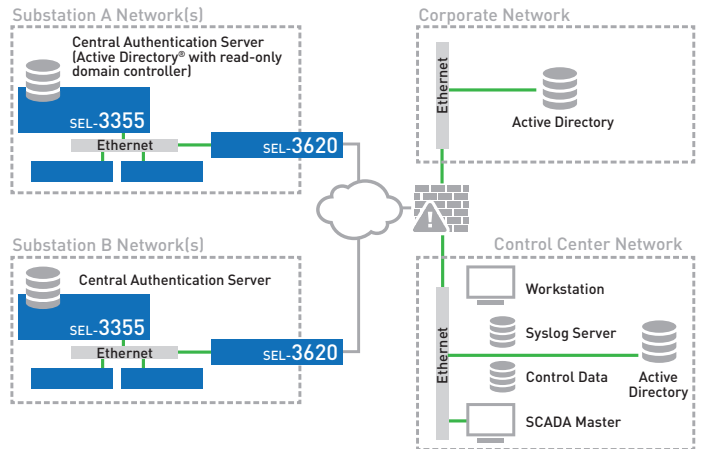 Substation A Network(s)
Central Authentication Server
(Active Directory® with read-only
domain controller)
SEL-3355
Ethernet
SEL-3620
Substation B Network(s)
Central Authentication Server
SEL-3355
Ethernet
SEL-3620
Corporate Network
Ethernet
Active Directory
Control Center Network
Ethernet
Workstation
Syslog Server
Control Data
Active
Directory
SCADA Master